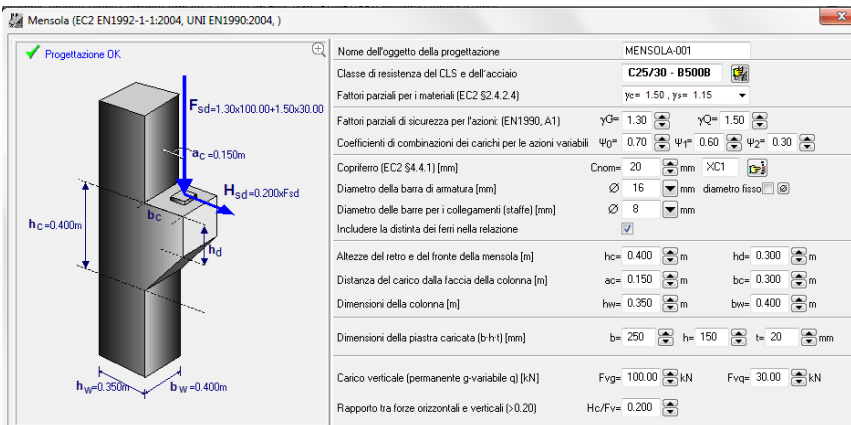 Mensola (EC2 EN1992-1-1:2004, UNI EN1990:2004, )
Progettazione OK
Fsd=1.30x100.00+1.50x30.00
ac=0.150m
Hsd=0.200xFsd
bc
hc=0.400m
hd
hw=0.350m
bw=0.400m
Nome dell'oggetto della progettazione MENSOLA-001
Classe di resistenza del CLS e dell'acciaio C25/30 - B500B
Fattori parziali per i materiali (EC2 §2.4.2.4) γc= 1.50 , γs= 1.15
Fattori parziali di sicurezza per l'azioni: (EN1990, A1) γG= 1.30 γQ= 1.50
Coefficienti di combinazioni dei carichi per le azioni variabili Ψ0= 0.70 Ψ1= 0.60 Ψ2= 0.30
Copriferro (EC2 §4.4.1) [mm] Cnom= 20 mm XC1
Diametro della barra di armatura [mm] Ø 16 mm diametro fisso Ø
Diametro delle barre per i collegamenti (staffe) [mm] Ø 8 mm
Includere la distinta dei ferri nella relazione
Altezze del retro e del fronte della mensola [m] hc= 0.400 m hd= 0.300 m
Distanza del carico dalla faccia della colonna [m] ac= 0.150 m bc= 0.300 m
Dimensioni della colonna [m] hw= 0.350 m bw= 0.400 m
Dimensioni della piastra caricata (b·h·t) [mm] b= 250 h= 150 t= 20 mm
Carico verticale (permanente g-variabile q) [kN] Fvg= 100.00 kN Fvq= 30.00 kN
Rapporto tra forze orizzontali e verticali (>0.20) Hc/Fv= 0.200